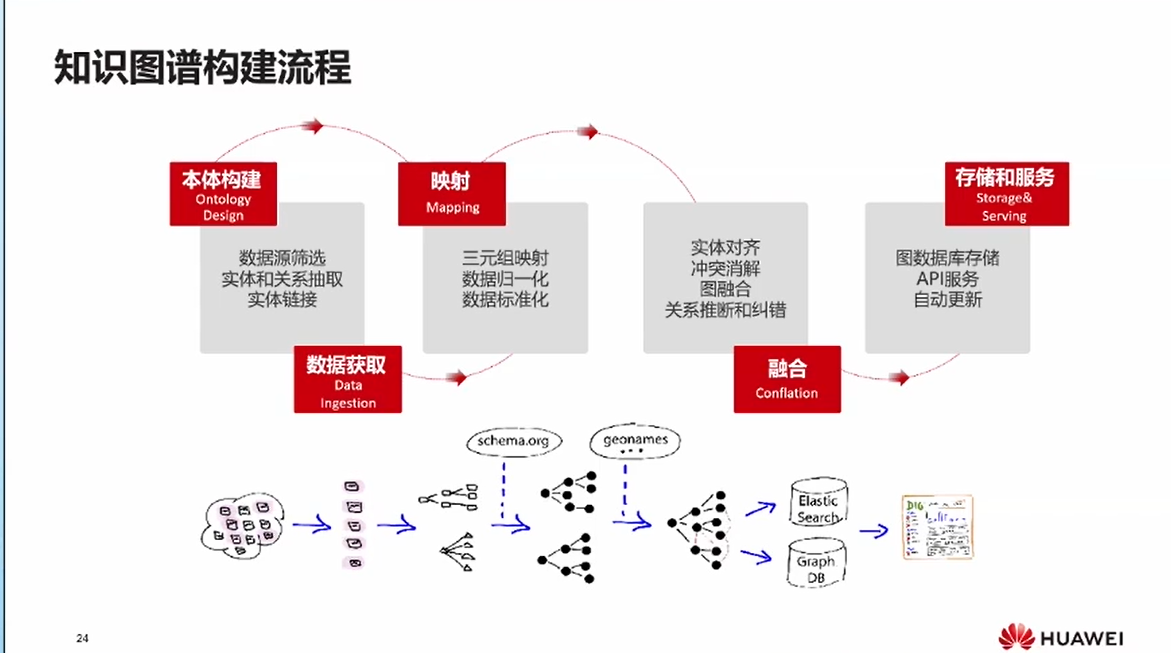 知识图谱构建流程
本体构建
Ontology
Design
数据源筛选
实体和关系抽取
实体链接
数据获取
Data
Ingestion
映射
Mapping
三元组映射
数据归一化
数据标准化
实体对齐
冲突消解
图融合
关系推断和纠错
融合
Conflation
存储和服务
Storage&
Serving
图数据库存储
API服务
自动更新
schema.org
geonames
...
Elastic
Search
Graph
DB
DIG
24
HUAWEI